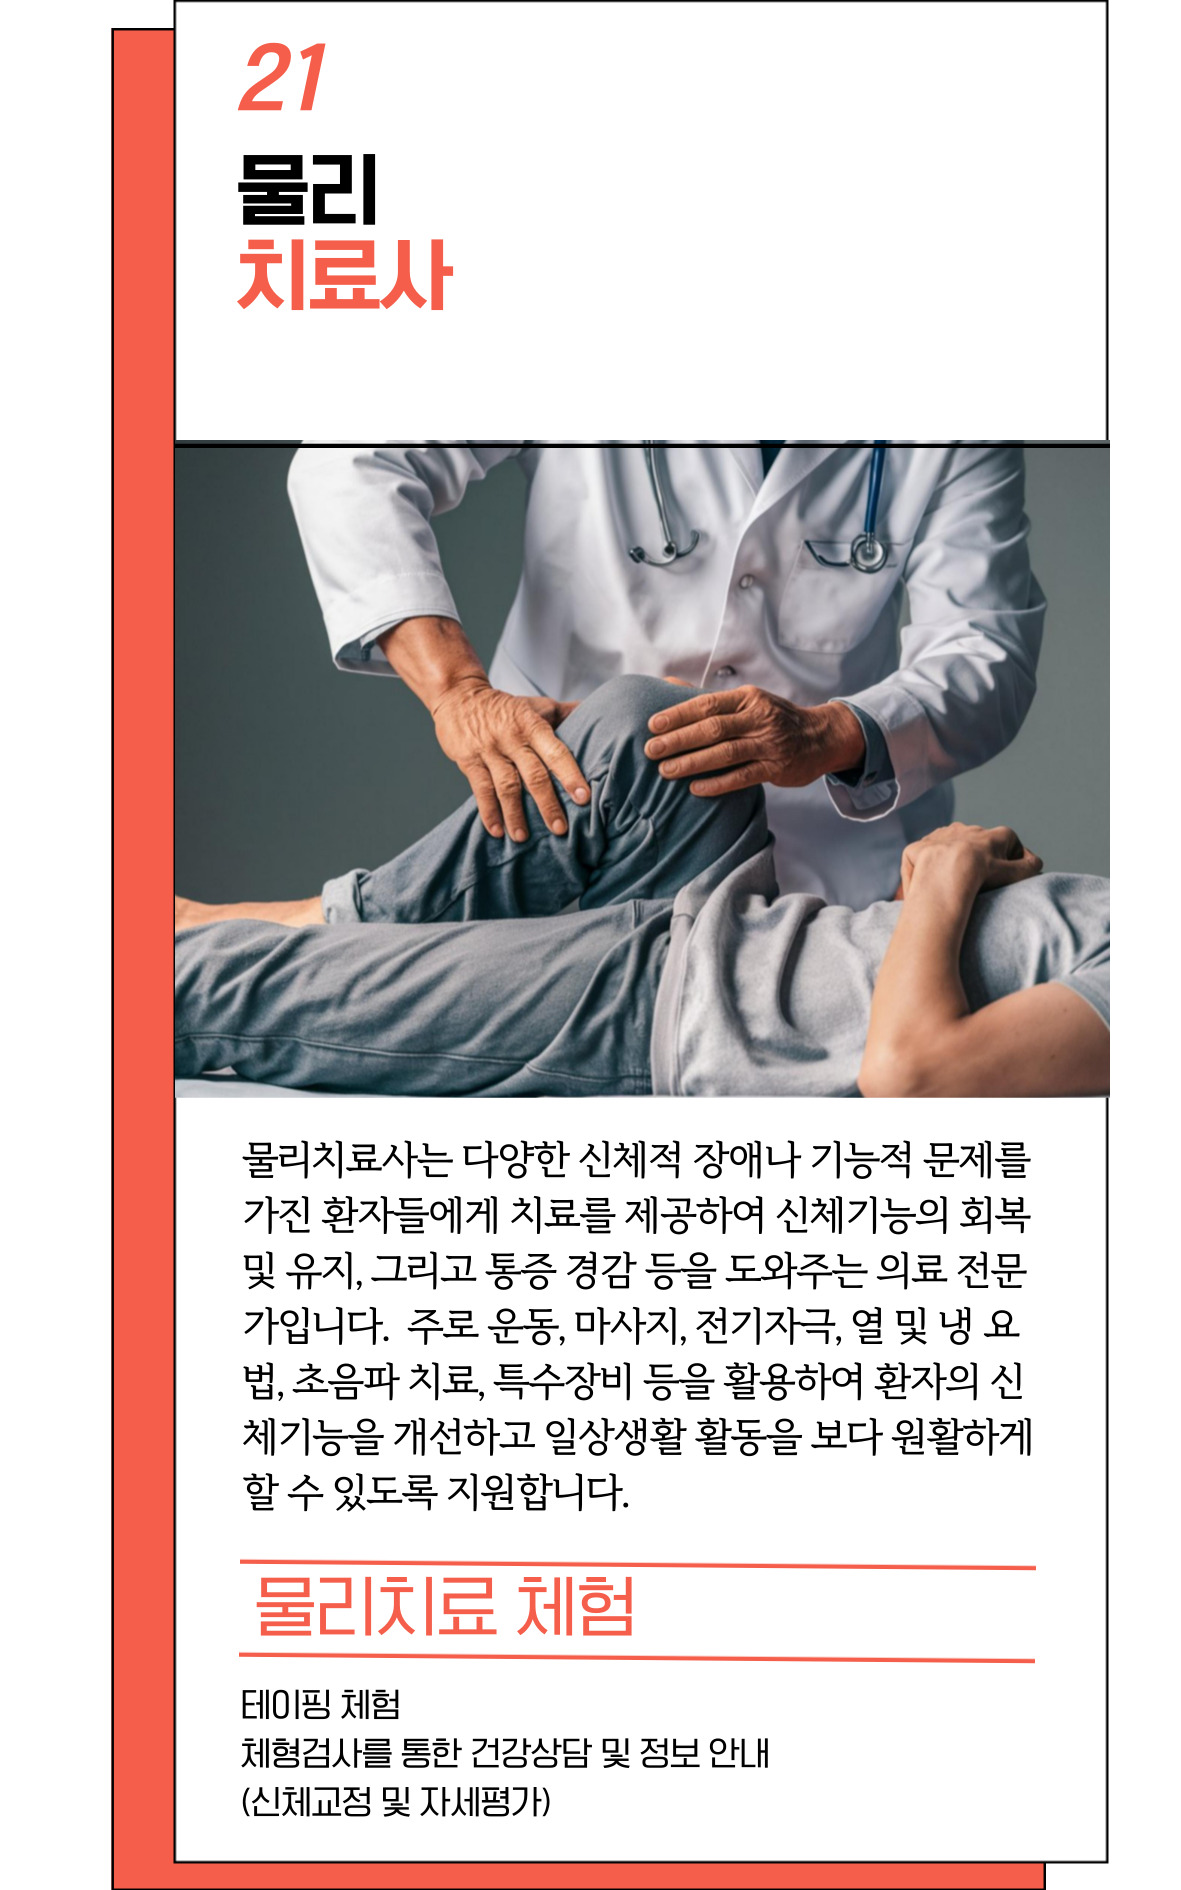 21
물리
치료사
물리치료사는 다양한 신체적 장애나 기능적 문제를
가진 환자들에게 치료를 제공하여 신체기능의 회복
및 유지, 그리고 통증 경감 등을 도와주는 의료 전문
가입니다.  주로 운동, 마사지, 전기자극, 열 및 냉 요
법, 초음파 치료, 특수장비 등을 활용하여 환자의 신
체기능을 개선하고 일상생활 활동을 보다 원활하게
할 수 있도록 지원합니다.
물리치료 체험
테이핑 체험
체형검사를 통한 건강상담 및 정보 안내
(신체교정 및 자세평가)